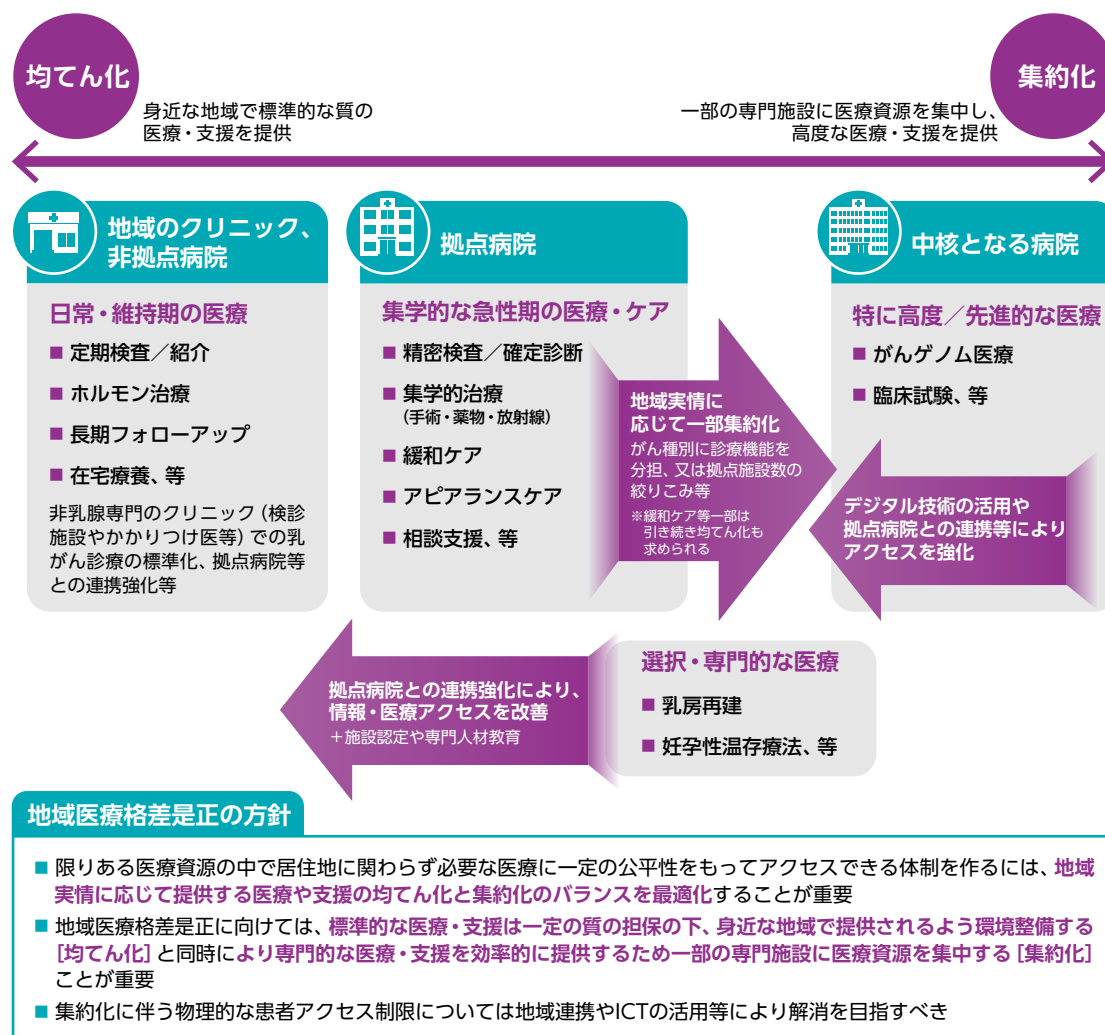 均てん化
身近な地域で標準的な質の
医療・支援を提供
集約化
一部の専門施設に医療資源を集中し、
高度な医療・支援を提供
地域のクリニック、
非拠点病院
日常・維持期の医療
■ 定期検査／紹介
■ ホルモン治療
■ 長期フォローアップ
■ 在宅療養、等
非乳腺専門のクリニック（検診
施設やかかりつけ医等）での乳
がん診療の標準化、拠点病院等
との連携強化等
拠点病院
集学的な急性期の医療・ケア
■ 精密検査／確定診断
■ 集学的治療
（手術・薬物・放射線）
■ 緩和ケア
■ アピアランスケア
■ 相談支援、等
地域実情に
応じて一部集約化
がん種別に診療機能を
分担、又は拠点施設数の
絞りこみ等
※緩和ケア等一部は
引き続き均てん化も
求められる
中核となる病院
特に高度／先進的な医療
■ がんゲノム医療
■ 臨床試験、等
デジタル技術の活用や
拠点病院との連携等により
アクセスを強化
拠点病院との連携強化により、
情報・医療アクセスを改善
＋施設認定や専門人材教育
選択・専門的な医療
■ 乳房再建
■ 妊孕性温存療法、等
地域医療格差是正の方針
■ 限りある医療資源の中で居住地に関わらず必要な医療に一定の公平性をもってアクセスできる体制を作るには、地域
実情に応じて提供する医療や支援の均てん化と集約化のバランスを最適化することが重要
■ 地域医療格差是正に向けては、標準的な医療・支援は一定の質の担保の下、身近な地域で提供されるよう環境整備する
［均てん化］と同時により専門的な医療・支援を効率的に提供するため一部の専門施設に医療資源を集中する［集約化］
ことが重要
■ 集約化に伴う物理的な患者アクセス制限については地域連携やICTの活用等により解消を目指すべき